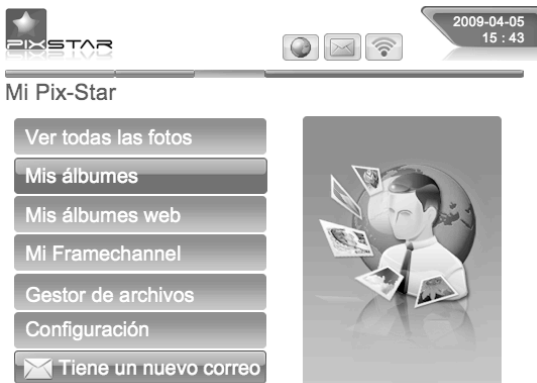 PIXSTAR
2009-04-05
15 : 43
Mi Pix-Star
Ver todas las fotos
Mis álbumes
Mis álbumes web
Mi Framechannel
Gestor de archivos
Configuración
Tiene un nuevo correo